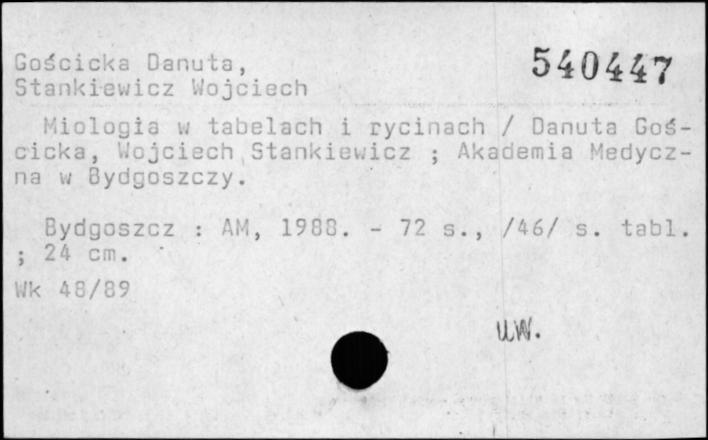 Gościcka Danuta,
540447
Stankiewicz Wojciech
Miologia w tabelach i rycinach / Danuta Goś-
cicka, Wojciech Stankiewicz ; Akademia Medycz-
na w Bydgoszczy.
Bydgoszcz : AM, 1988. - 72 s., /46/ s. tabl.
; 24 cm.
Wk 48/89
UW.